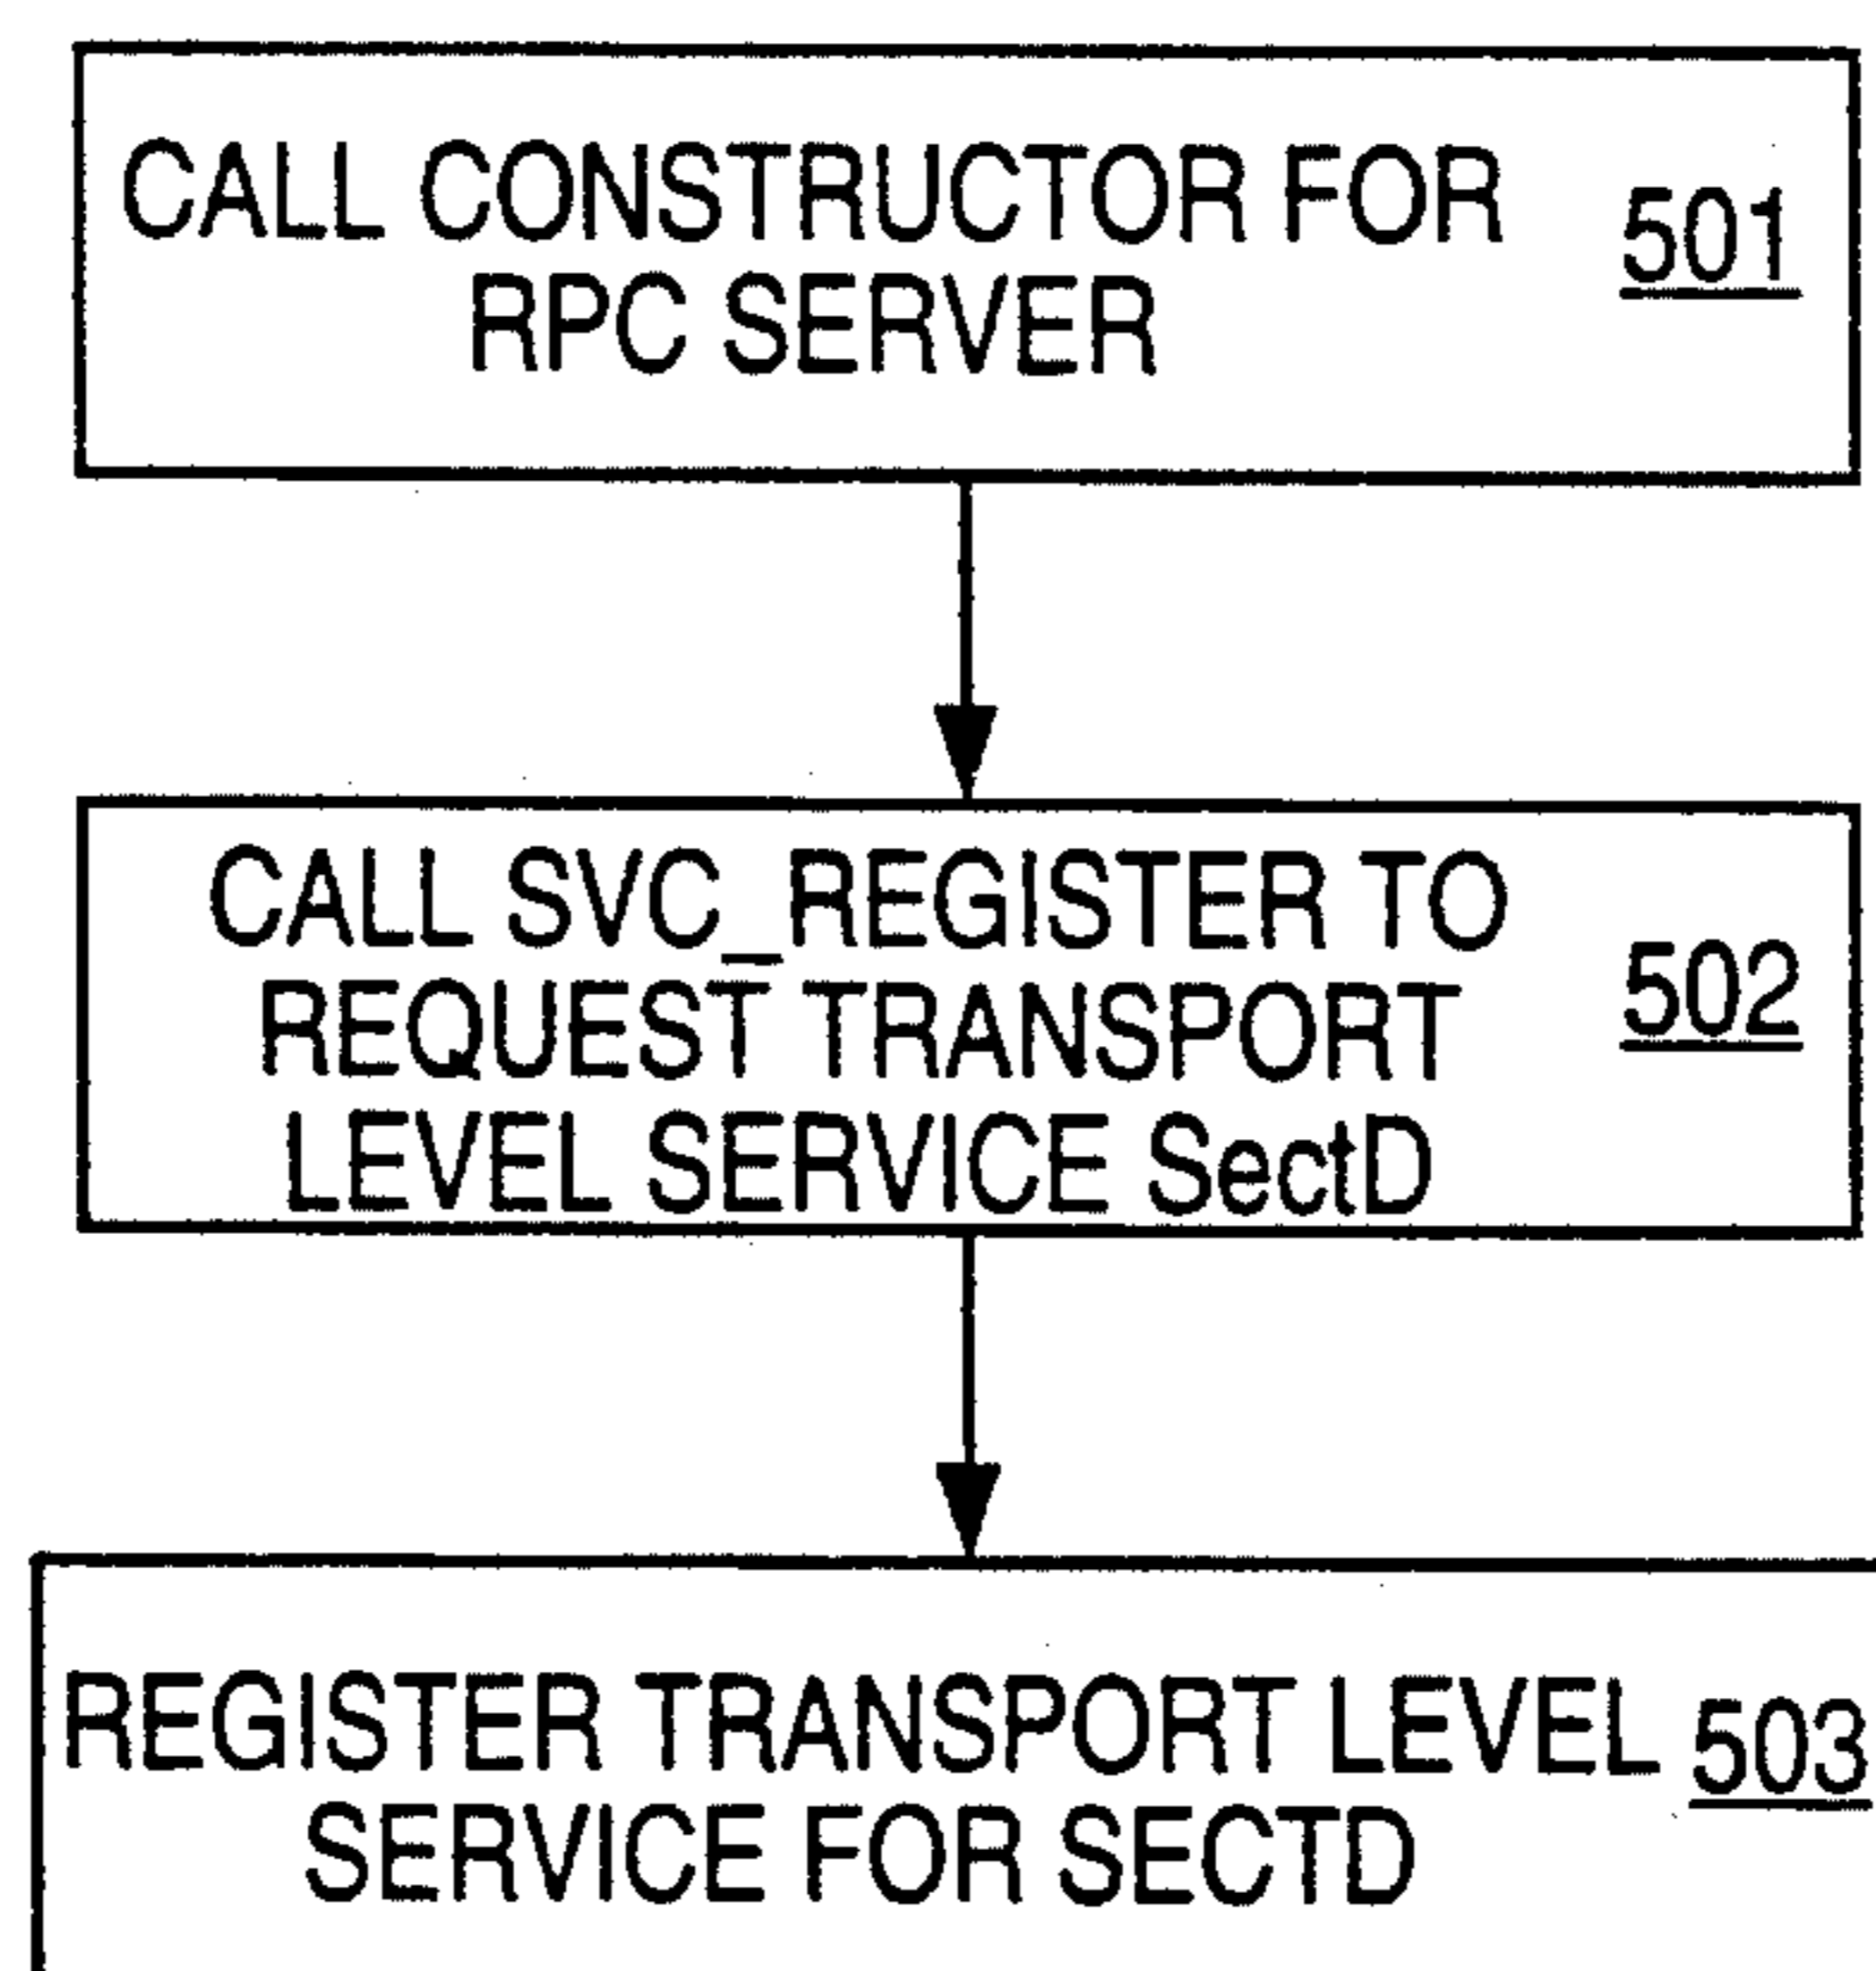 CALL CONSTRUCTOR FOR 501
RPC SERVER
CALL SVC_REGISTER TO
REQUEST TRANSPORT 502
LEVEL SERVICE SectD
REGISTER TRANSPORT LEVEL 503
SERVICE FOR SECTD